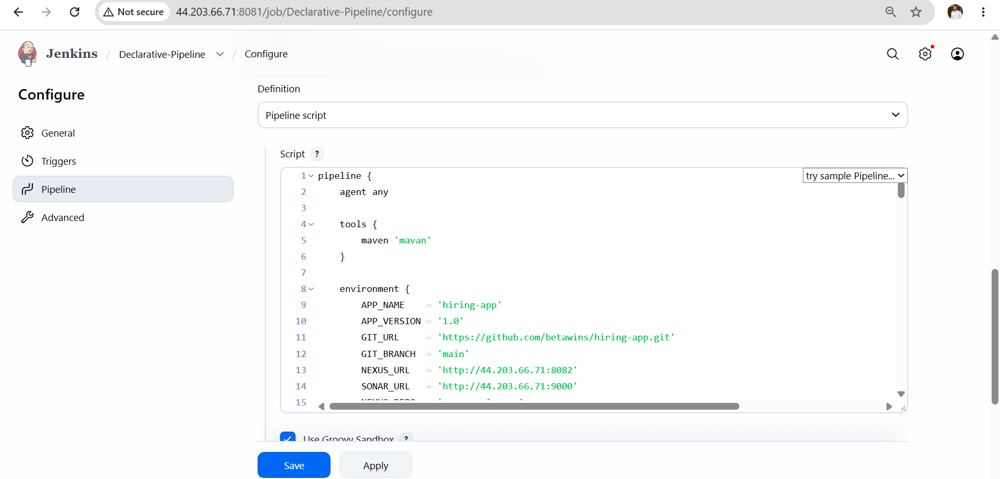 Not secure
44.203.66.71:8081/job/Declarative-Pipeline/configure
Jenkins / Declarative-Pipeline / Configure
Configure
General
Triggers
Pipeline
Advanced
Definition
Pipeline script
Script ?
try sample Pipeline...
1 pipeline {
2     agent any
3
4     tools {
5         maven 'mavan'
6     }
7
8     environment {
9         APP_NAME    = 'hiring-app'
10         APP_VERSION = '1.0'
11         GIT_URL     = 'https://github.com/betawins/hiring-app.git'
12         GIT_BRANCH  = 'main'
13         NEXUS_URL   = 'http://44.203.66.71:8082'
14         SONAR_URL   = 'http://44.203.66.71:9000'
15
Use Groovy Sandbox ?
Save
Apply